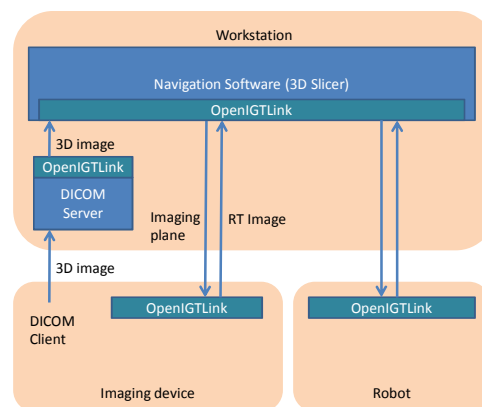 Workstation
Navigation Software (3D Slicer)
OpenIGTLink
3D image
OpenIGTLink
DICOM
Server
Imaging
plane
RT Image
3D image
DICOM
Client
OpenIGTLink
Imaging device
OpenIGTLink
Robot